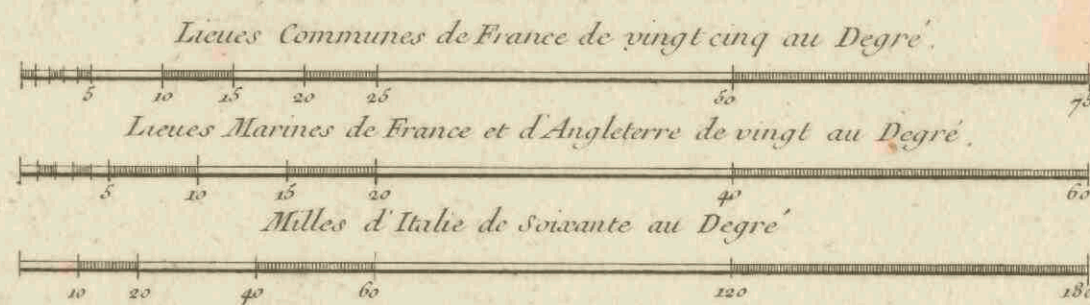 Lieues Communes de France de vingt cinq au Degré.
5 10 15 20 25 50 75
Lieues Marines de France et d'Angleterre de vingt au Degré.
5 10 15 20 40 60
Milles d'Italie de Soixante au Degré
10 20 40 60 120 180